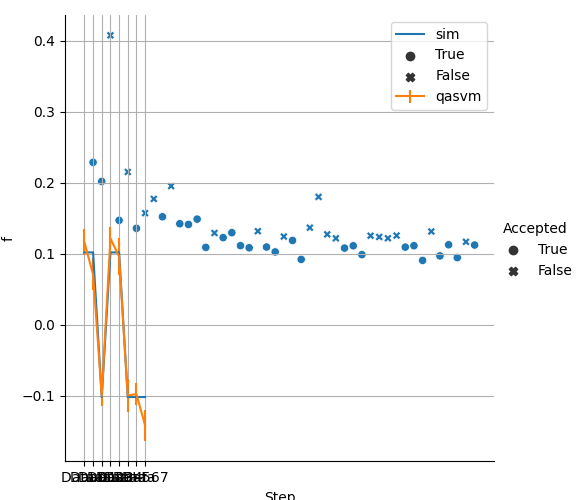 0.4
0.3
0.2
0.1
0.0
−0.1
f
sim
True
False
qasvm
Accepted
True
False
Step